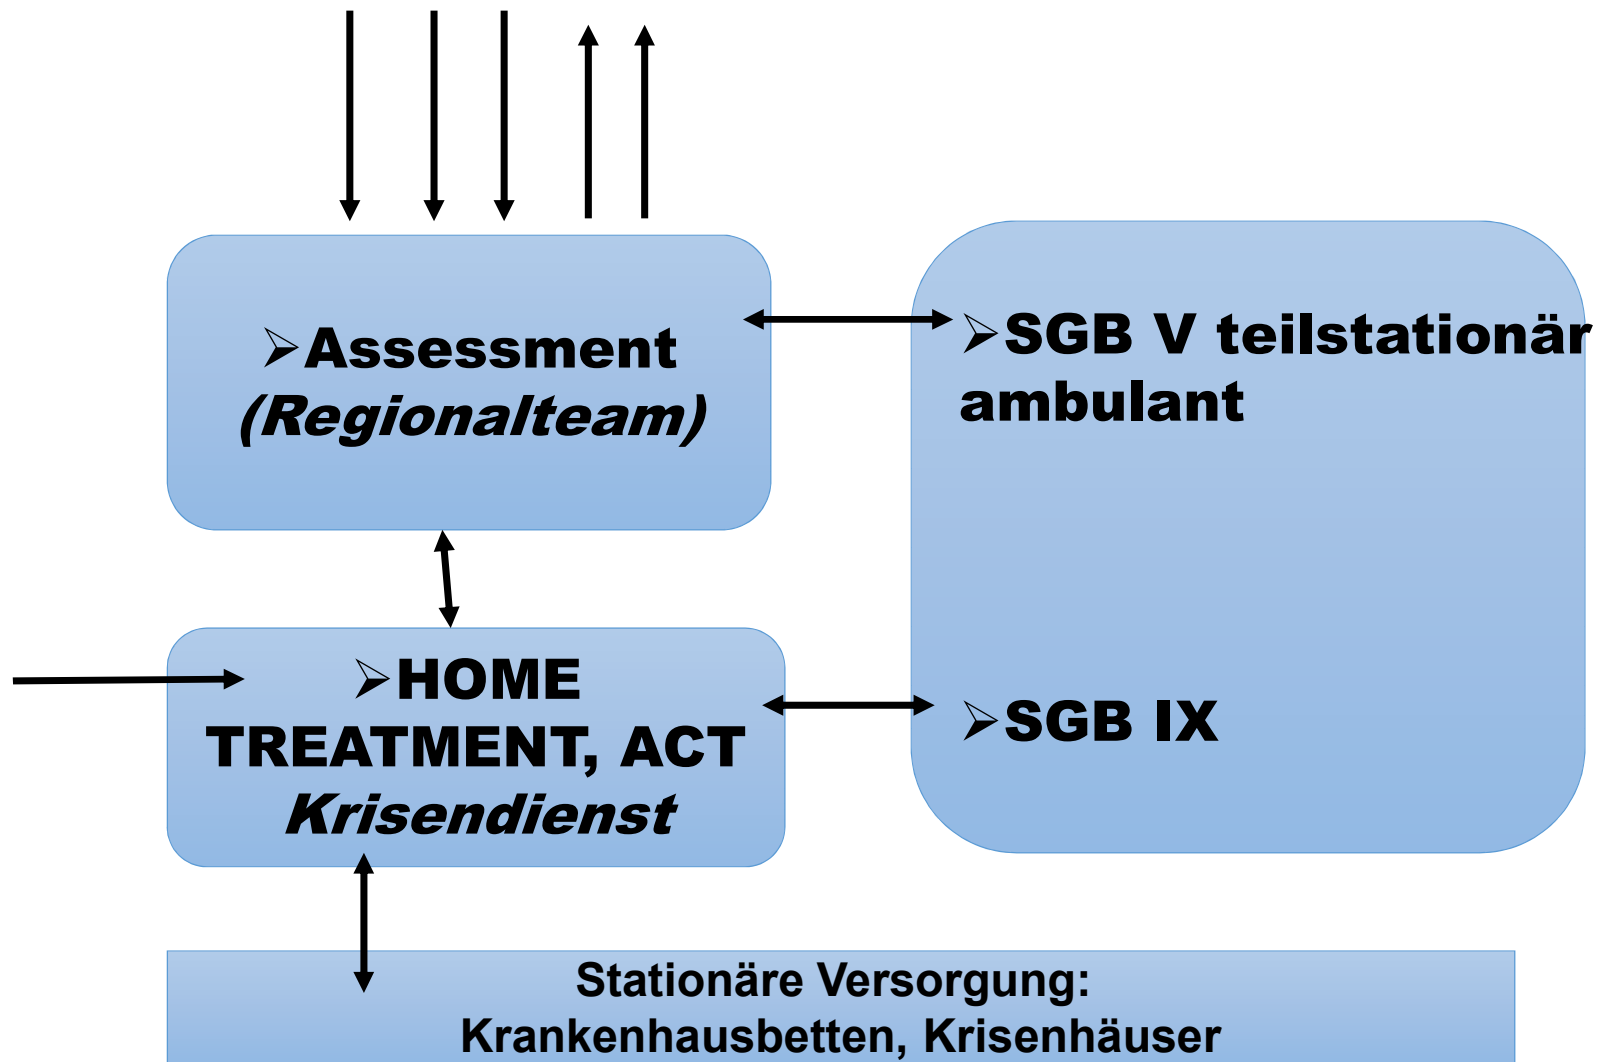 ➢Assessment
(Regionalteam)
➢SGB V teilstationär
ambulant
➢HOME
TREATMENT, ACT
Krisendienst
➢SGB IX
Stationäre Versorgung:
Krankenhausbetten, Krisenhäuser